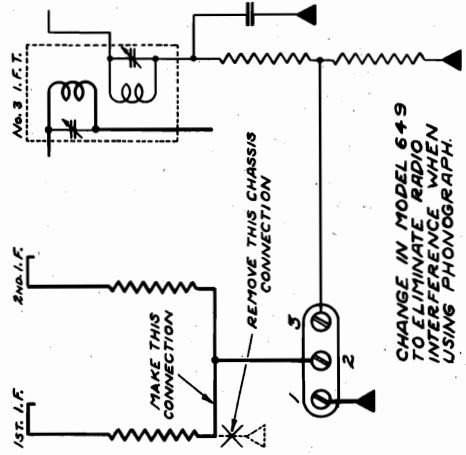 No. 3 I.F.T.
1ST. I.F.
2ND. I.F.
MAKE THIS
CONNECTION
REMOVE THIS CHASSIS
CONNECTION
1
2
3
CHANGE IN MODEL 649
TO ELIMINATE RADIO
INTERFERENCE WHEN
USING PHONOGRAPH.